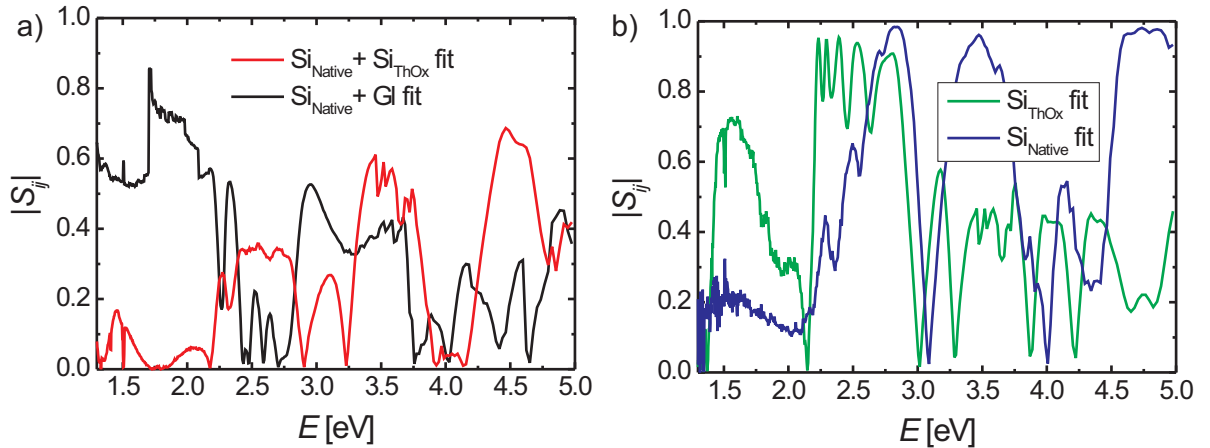 a)
1.0
0.8
0.6
0.4
0.2
0.0
|S_ij|
Si_Native + Si_ThOx fit
Si_Native + Gl fit
1.5 2.0 2.5 3.0 3.5 4.0 4.5 5.0
E [eV]
b)
1.0
0.8
0.6
0.4
0.2
0.0
|S_ij|
Si_ThOx fit
Si_Native fit
1.5 2.0 2.5 3.0 3.5 4.0 4.5 5.0
E [eV]